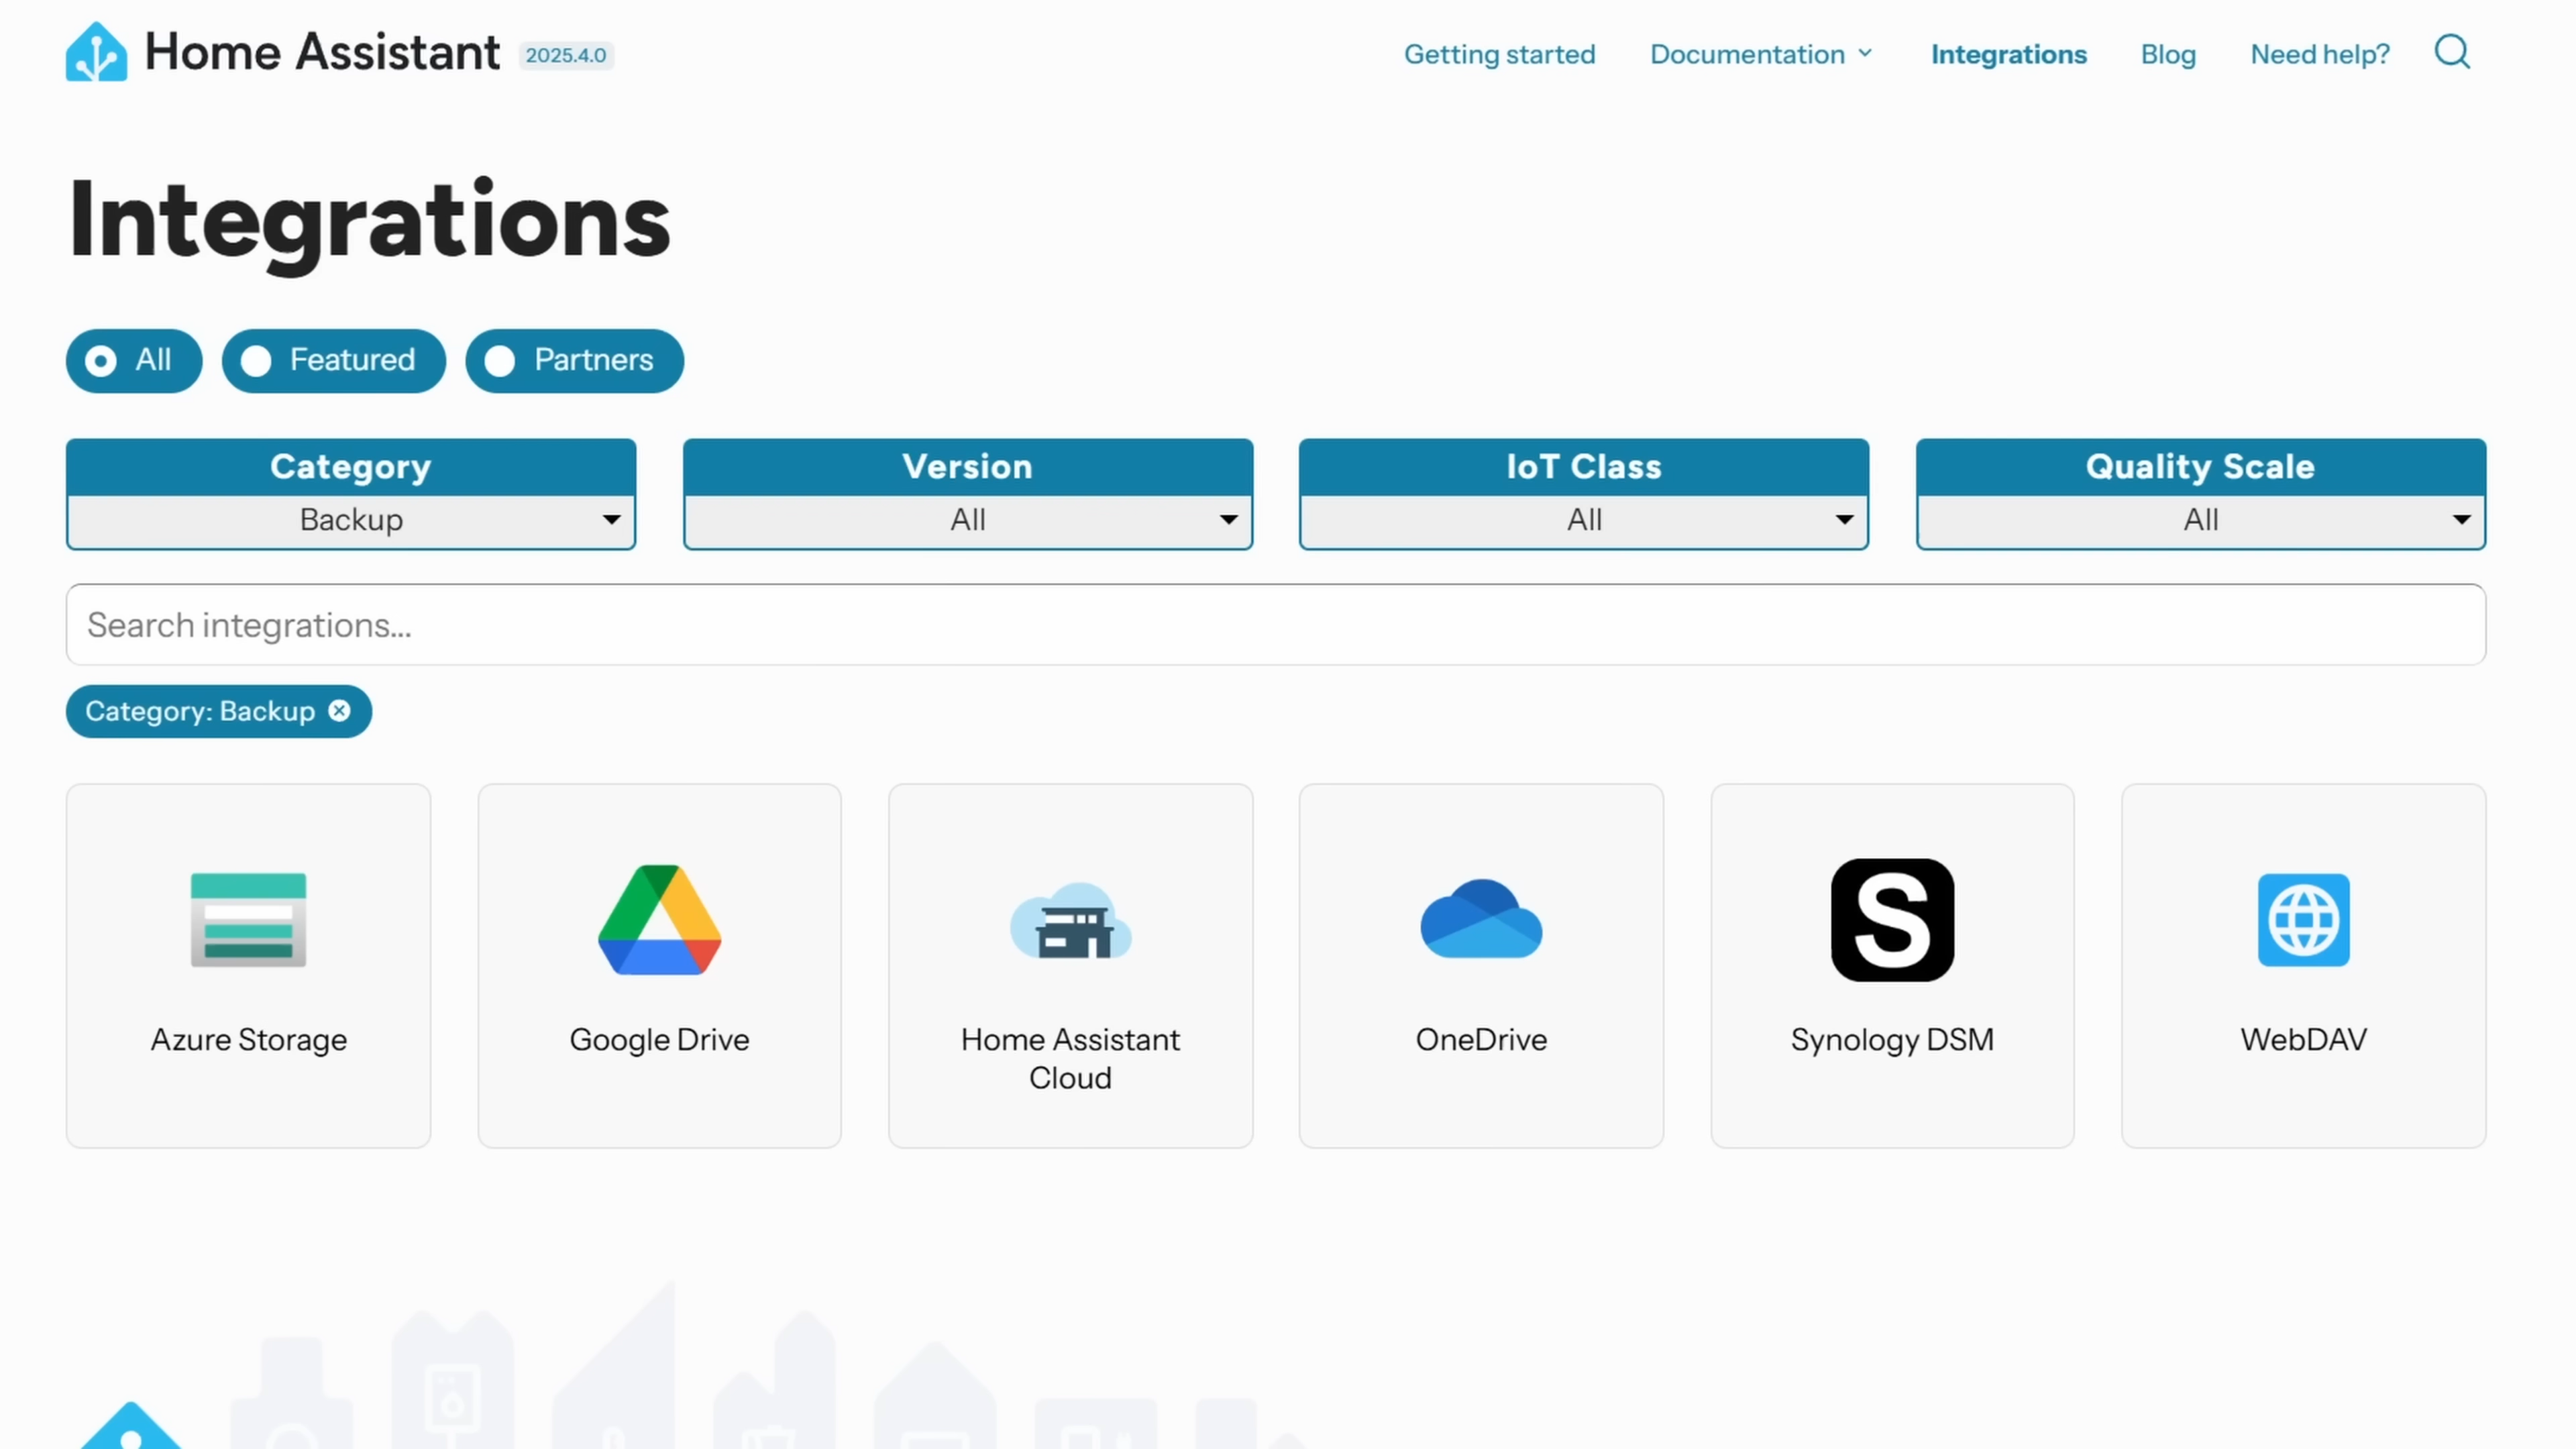 Home Assistant 2025.4.0
Getting started Documentation Integrations Blog Need help?
Integrations
All Featured Partners
Category Version IoT Class Quality Scale
Backup All All All
Search integrations...
Category: Backup
Azure Storage Google Drive Home Assistant OneDrive Synology DSM WebDAV
Cloud